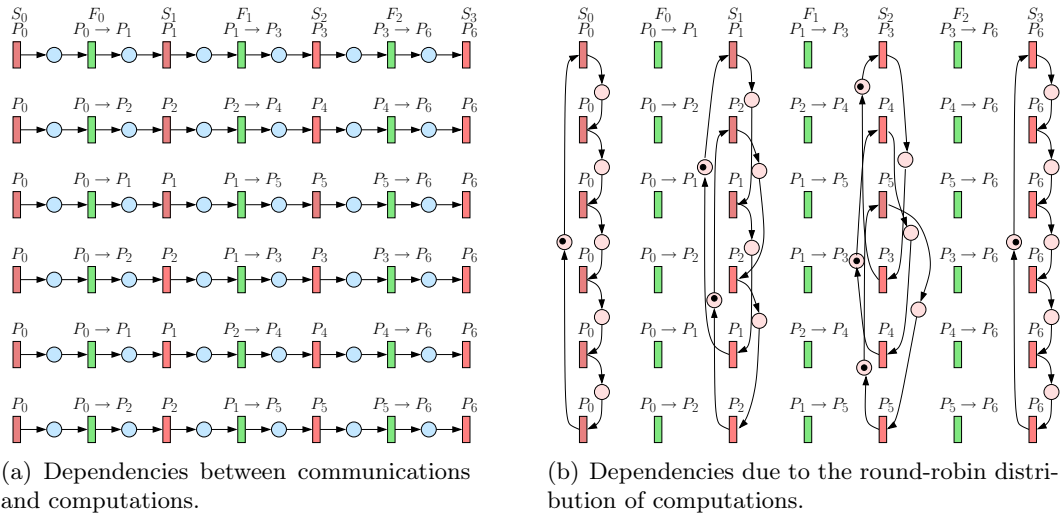 S₀ F₀ S₁ F₁ S₂ F₂ S₃
P₀ P₀ → P₁ P₁ P₁ → P₃ P₃ P₃ → P₆ P₆
P₀ P₀ → P₂ P₂ P₂ → P₄ P₄ P₄ → P₆ P₆
P₀ P₀ → P₁ P₁ P₁ → P₅ P₅ P₅ → P₆ P₆
P₀ P₀ → P₂ P₂ P₁ → P₃ P₃ P₃ → P₆ P₆
P₀ P₀ → P₁ P₁ P₂ → P₄ P₄ P₄ → P₆ P₆
P₀ P₀ → P₂ P₂ P₁ → P₅ P₅ P₅ → P₆ P₆
(a) Dependencies between communications
and computations.
S₀ F₀ S₁ F₁ S₂ F₂ S₃
P₀ P₀ → P₁ P₁ P₁ → P₃ P₃ P₃ → P₆ P₆
P₀ P₀ → P₂ P₂ P₂ → P₄ P₄ P₄ → P₆ P₆
P₀ P₀ → P₁ P₁ P₁ → P₅ P₅ P₅ → P₆ P₆
P₀ P₀ → P₂ P₂ P₁ → P₃ P₃ P₃ → P₆ P₆
P₀ P₀ → P₁ P₁ P₂ → P₄ P₄ P₄ → P₆ P₆
P₀ P₀ → P₂ P₂ P₁ → P₅ P₅ P₅ → P₆ P₆
(b) Dependencies due to the round-robin distri-
bution of computations.